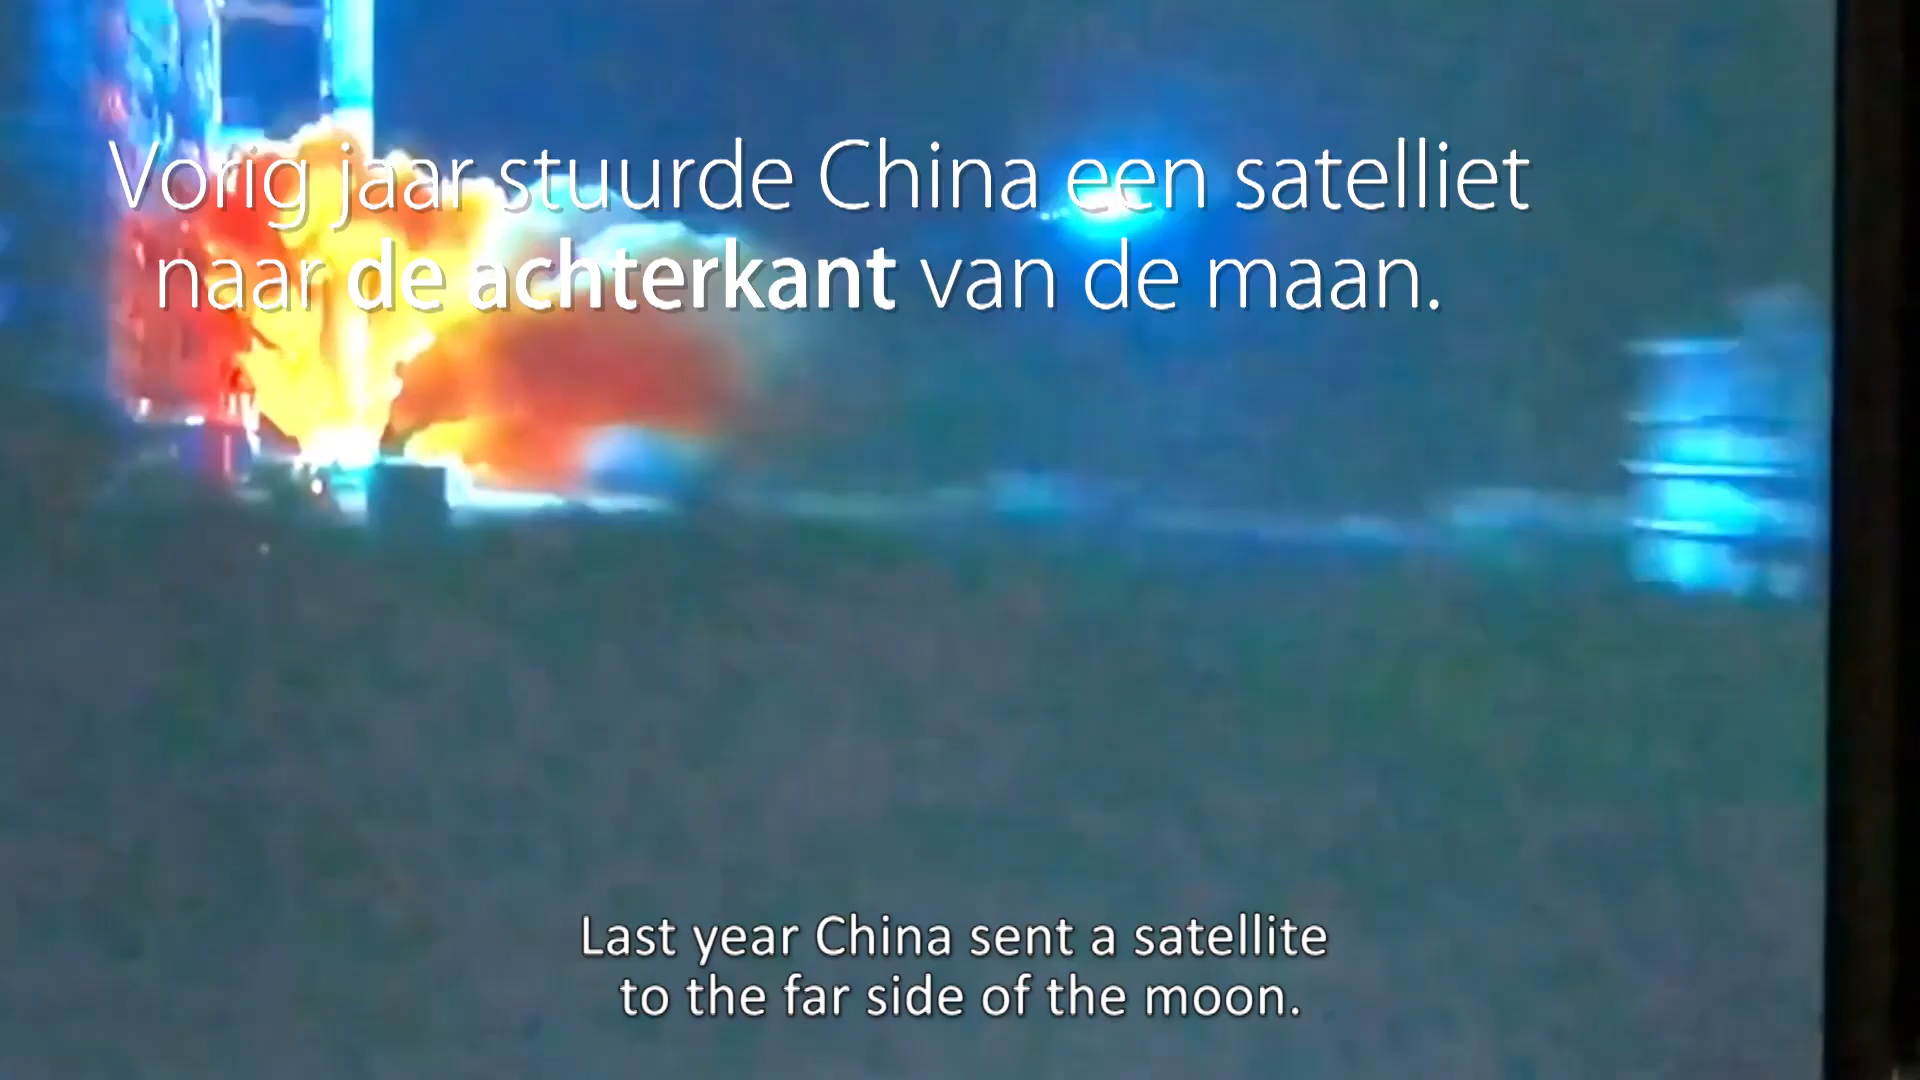 Vorig jaar stuurde China een satelliet
naar de achterkant van de maan.
Last year China sent a satellite
to the far side of the moon.